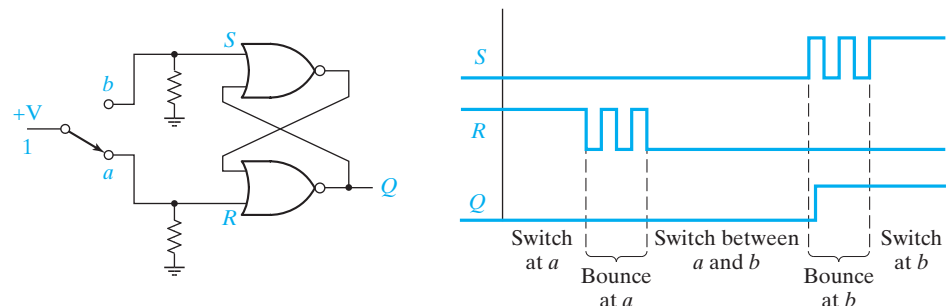 S
b
+V
1
a
R
Q
S
R
Q
Switch
at a
Bounce
at a
Switch between
a and b
Bounce
at b
Switch
at b